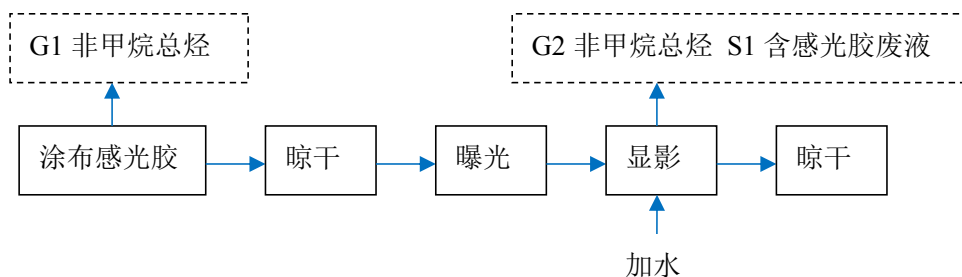 G1 非甲烷总烃
G2 非甲烷总烃 S1 含感光胶废液
涂布感光胶
晾干
曝光
显影
晾干
加水